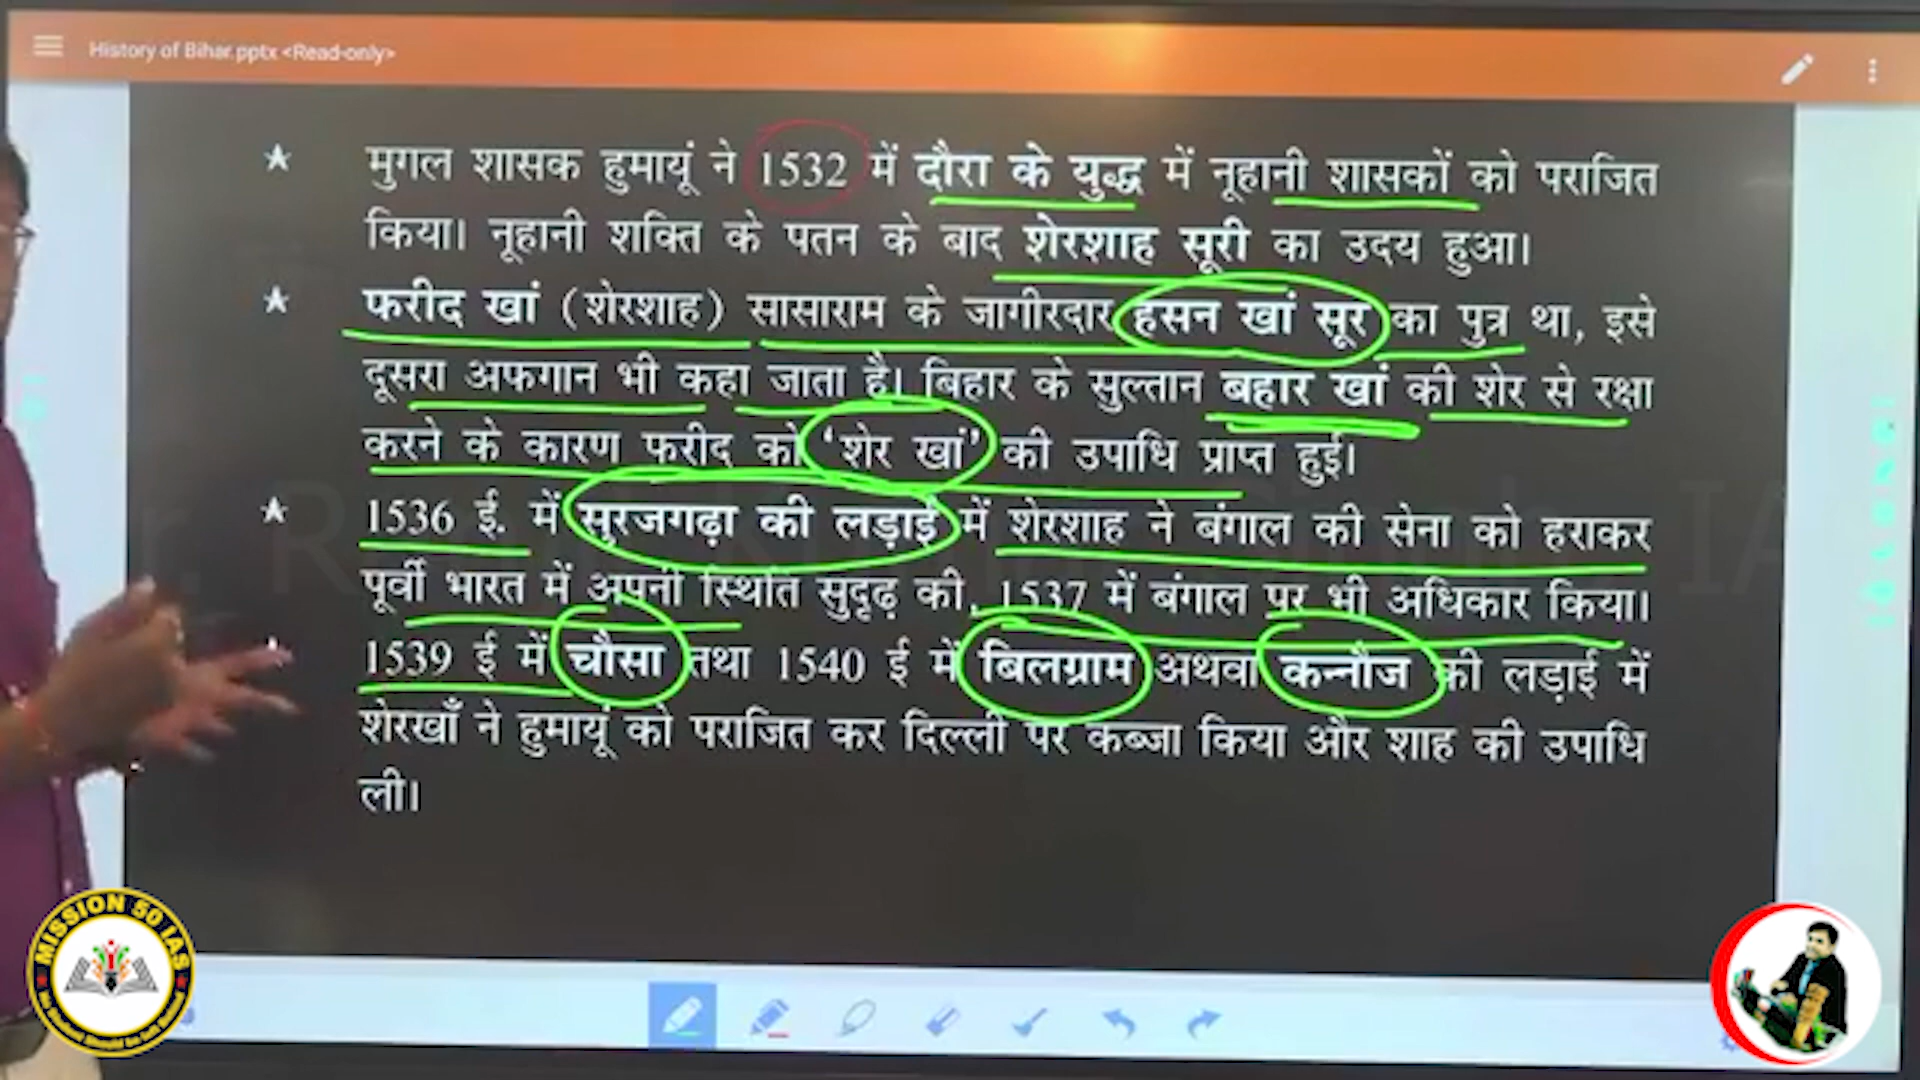 History of Bihar.pptx <Read-only>
★ मुगल शासक हुमायूं ने 1532 में दौरा के युद्ध में नूहानी शासकों को पराजित
किया। नूहानी शक्ति के पतन के बाद शेरशाह सूरी का उदय हुआ।
★ फरीद खां (शेरशाह) सासाराम के जागीरदार हसन खां सूर का पुत्र था, इसे
दूसरा अफगान भी कहा जाता है। बिहार के सुल्तान बहार खां की शेर से रक्षा
करने के कारण फरीद को 'शेर खां' की उपाधि प्राप्त हुई।
★ 1536 ई. में सुरजगढ़ा की लड़ाई में शेरशाह ने बंगाल की सेना को हराकर
पूर्वी भारत में अपनी स्थिति सुदृढ़ की, 1537 में बंगाल पर भी अधिकार किया।
1539 ई में चौसा तथा 1540 ई में बिलग्राम अथवा कन्नौज की लड़ाई में
शेरखाँ ने हुमायूं को पराजित कर दिल्ली पर कब्जा किया और शाह की उपाधि
ली।
MISSION 50 IAS